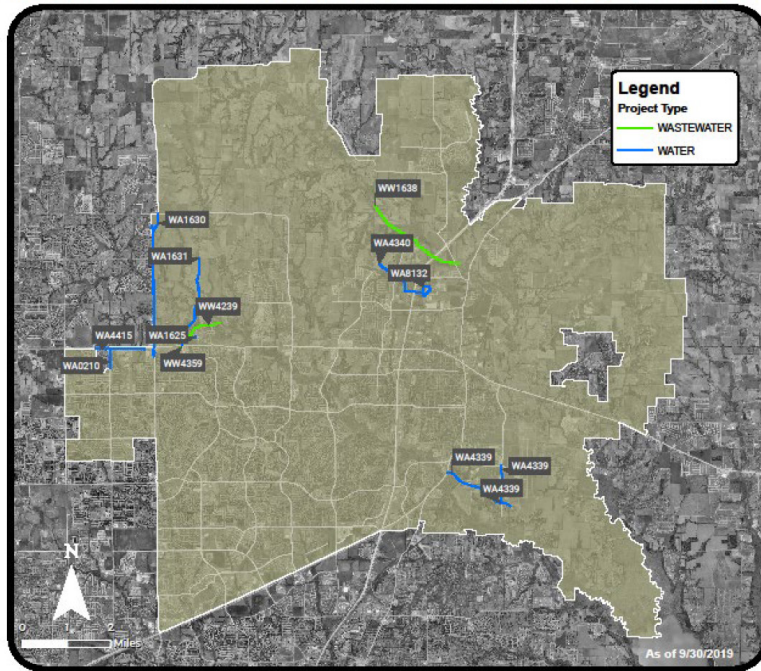 Legend
Project Type
WASTEWATER
WATER
WW1638
WA1630
WA4340
WA1631
WA8132
WW4239
WA4415
WA1625
WA0210
WW4359
WA4339
WA4339
WA4339
N
0 1 2
Miles
As of 9/30/2019